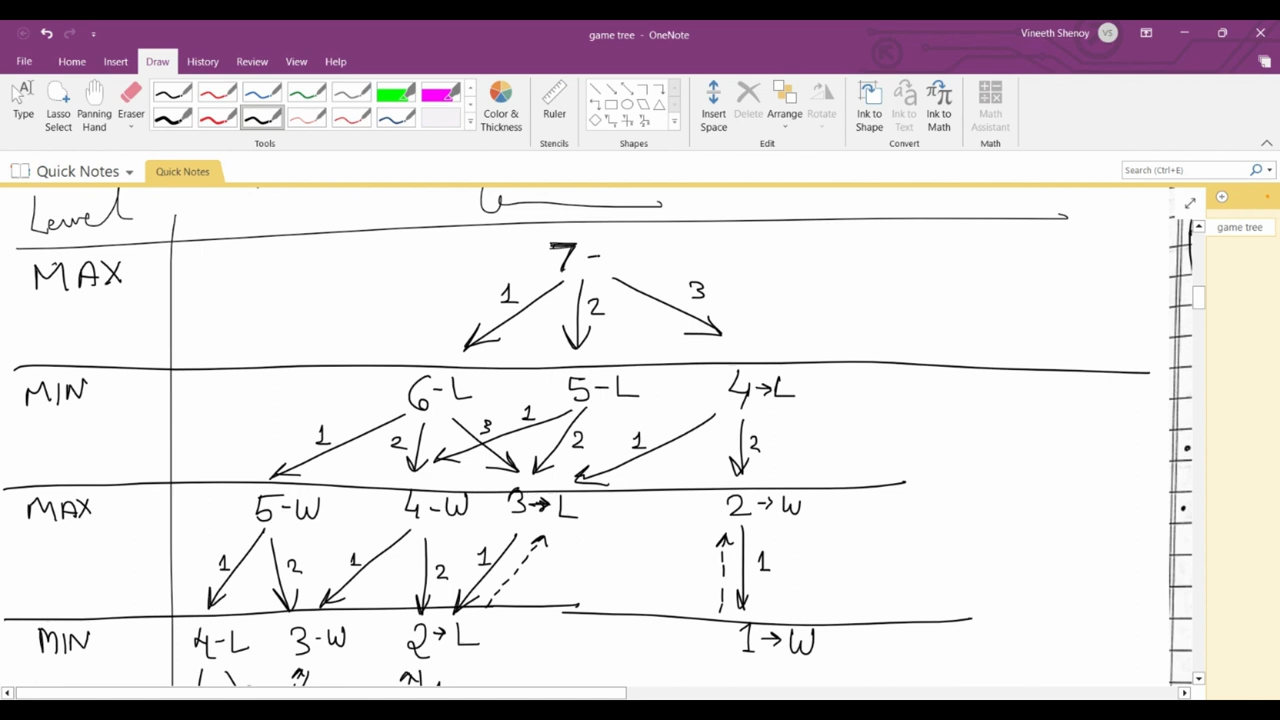 game tree - OneNote
Vineeth Shenoy
VS
File Home Insert Draw History Review View Help
Type
Lasso Select
Panning Hand
Eraser
Color & Thickness
Ruler
Insert Space
Delete
Arrange
Rotate
Ink to Shape
Ink to Text
Ink to Math
Math Assistant
Tools
Stencils
Shapes
Edit
Convert
Math
Quick Notes
Quick Notes
Search (Ctrl+E)
game tree
Level
MAX
7-
1 2 3
MIN
6-L 5-L 4→L
1 2 3 1 2 1 2
MAX
5-W 4-W 3→L 2→W
1 2 1 2 1 1
MIN
4-L 3-W 2→L 1→W